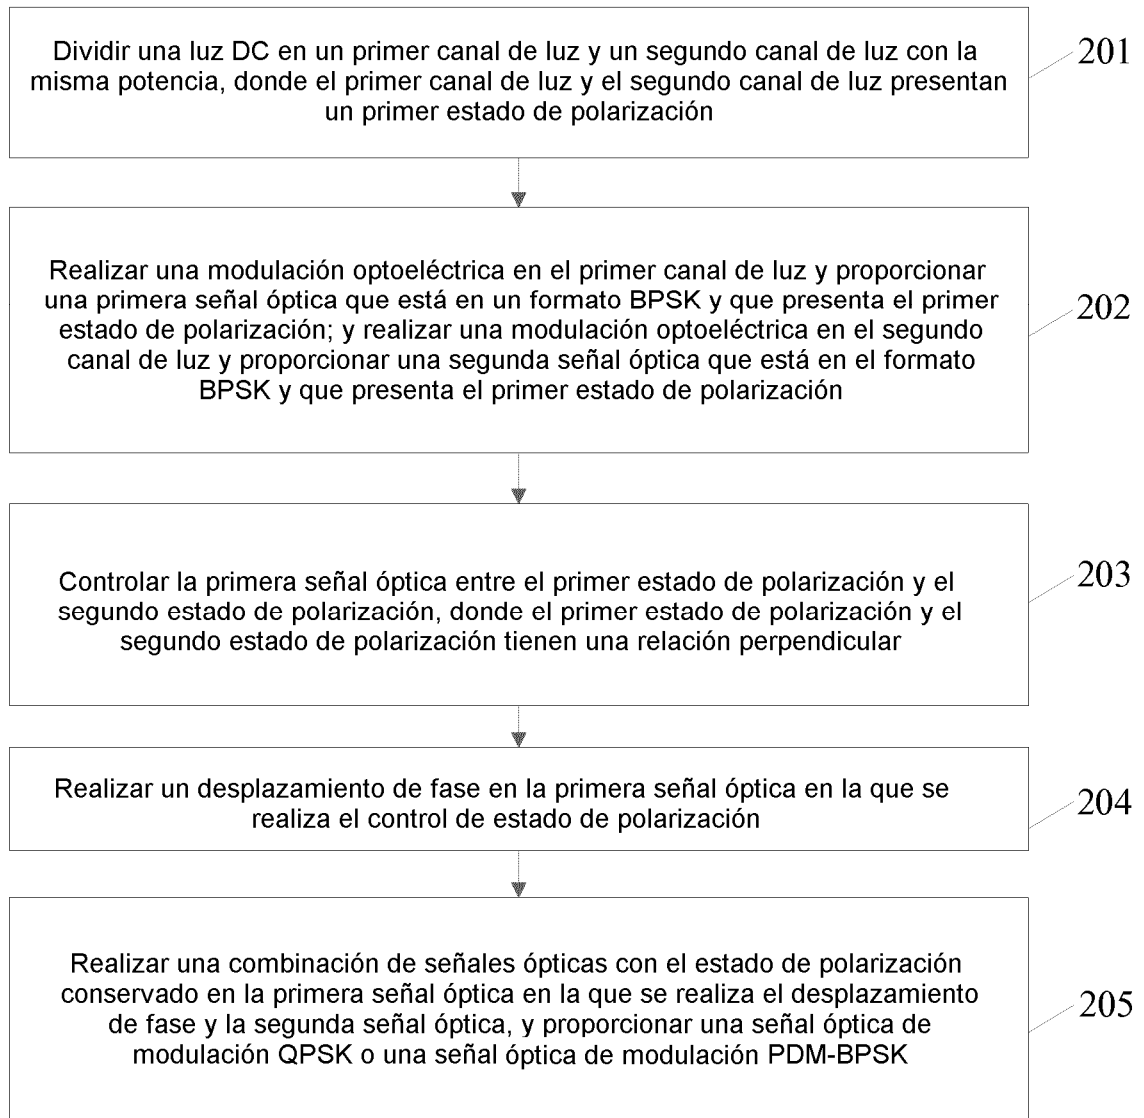 Dividir una luz DC en un primer canal de luz y un segundo canal de luz con la
misma potencia, donde el primer canal de luz y el segundo canal de luz presentan
un primer estado de polarización
201
Realizar una modulación optoeléctrica en el primer canal de luz y proporcionar
una primera señal óptica que está en un formato BPSK y que presenta el primer
estado de polarización; y realizar una modulación optoeléctrica en el segundo
canal de luz y proporcionar una segunda señal óptica que está en el formato
BPSK y que presenta el primer estado de polarización
202
Controlar la primera señal óptica entre el primer estado de polarización y el
segundo estado de polarización, donde el primer estado de polarización y el
segundo estado de polarización tienen una relación perpendicular
203
Realizar un desplazamiento de fase en la primera señal óptica en la que se
realiza el control de estado de polarización
204
Realizar una combinación de señales ópticas con el estado de polarización
conservado en la primera señal óptica en la que se realiza el desplazamiento
de fase y la segunda señal óptica, y proporcionar una señal óptica de
modulación QPSK o una señal óptica de modulación PDM-BPSK
205